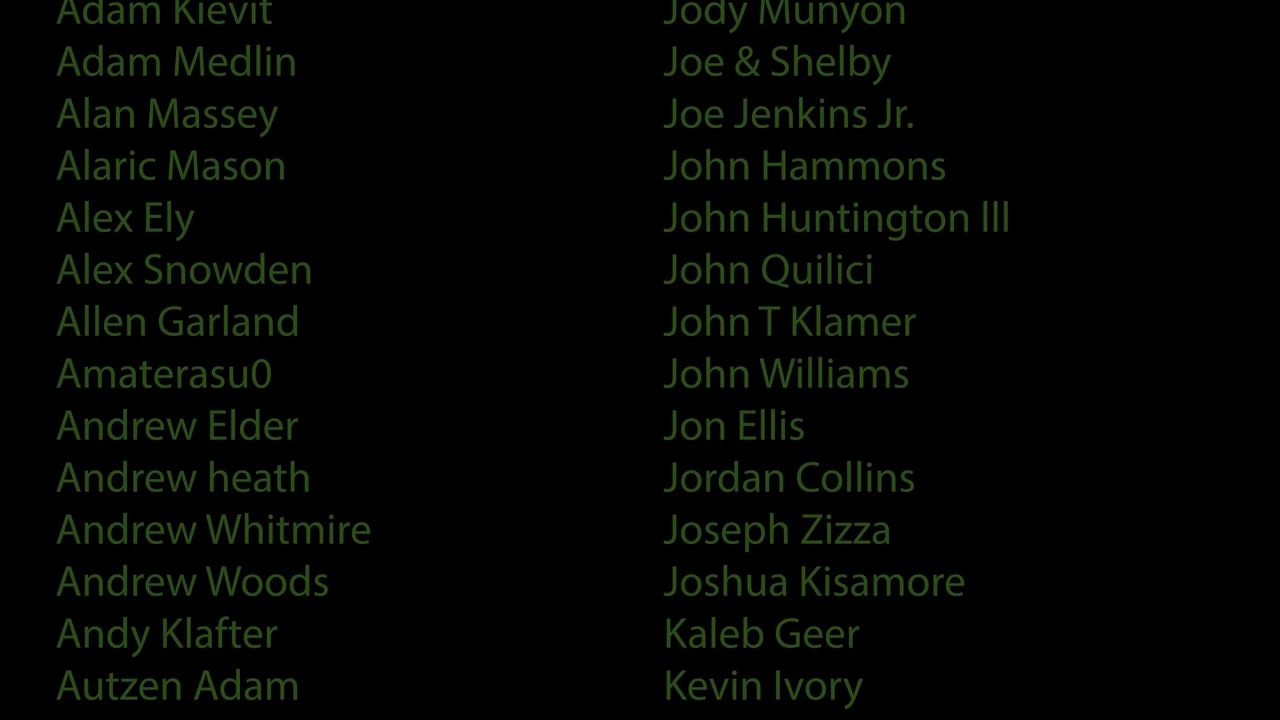 Adam Kievit
Adam Medlin
Alan Massey
Alaric Mason
Alex Ely
Alex Snowden
Allen Garland
Amaterasu0
Andrew Elder
Andrew heath
Andrew Whitmire
Andrew Woods
Andy Klafter
Autzen Adam
Jody Munyon
Joe & Shelby
Joe Jenkins Jr.
John Hammons
John Huntington lll
John Quilici
John T Klamer
John Williams
Jon Ellis
Jordan Collins
Joseph Zizza
Joshua Kisamore
Kaleb Geer
Kevin Ivory